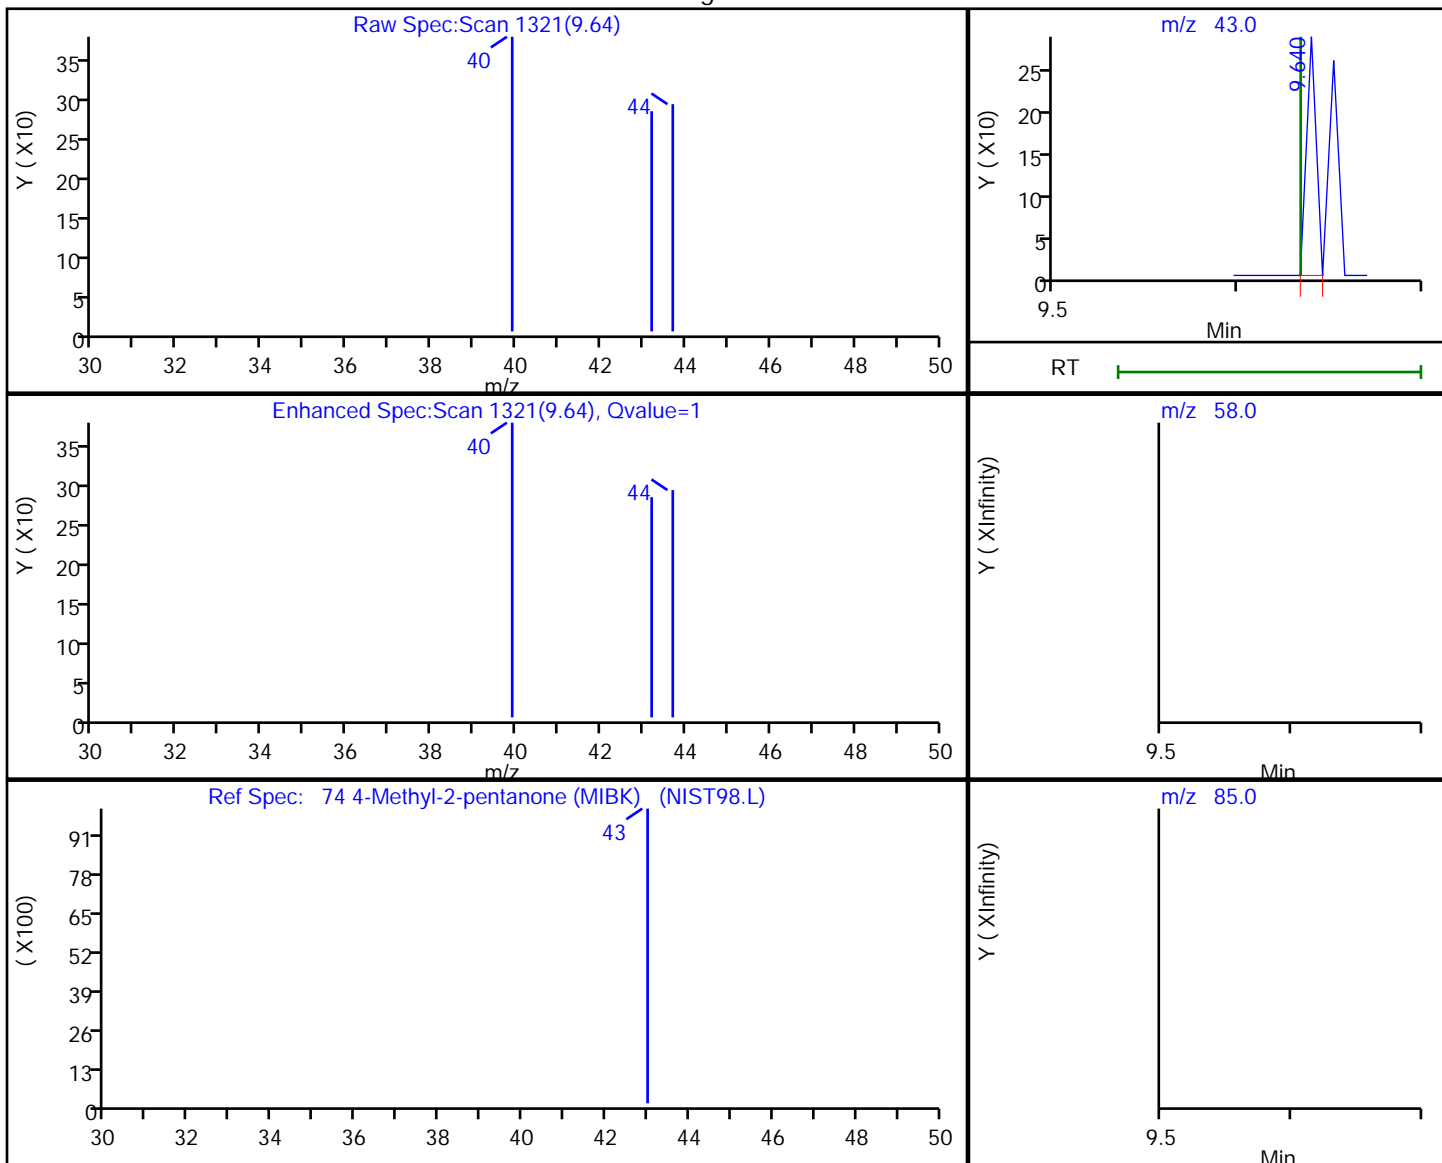 Raw Spec:Scan 1321(9.64)
40
44
Y ( X10)
35
30
25
20
15
10
5
0
30 32 34 36 38 40 42 44 46 48 50
m/z
m/z 43.0
9.640
Y ( X10)
25
20
15
10
5
0
9.5
Min
RT
Enhanced Spec:Scan 1321(9.64), Qvalue=1
40
44
Y ( X10)
35
30
25
20
15
10
5
0
30 32 34 36 38 40 42 44 46 48 50
m/z
m/z 58.0
Y ( XInfinity)
9.5
Min
Ref Spec: 74 4-Methyl-2-pentanone (MIBK) (NIST98.L)
43
( X100)
91
78
65
52
39
26
13
0
30 32 34 36 38 40 42 44 46 48 50
m/z 85.0
Y ( XInfinity)
9.5
Min